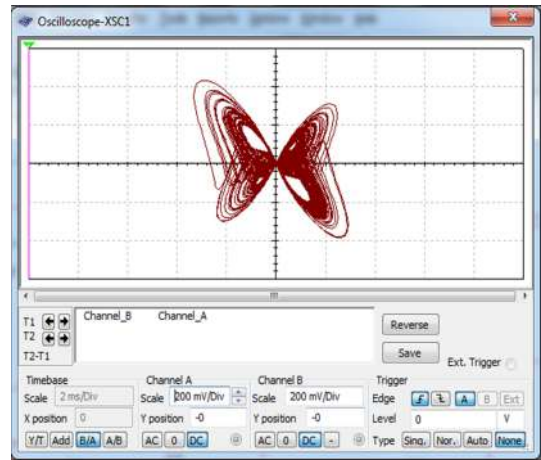 Oscilloscope-XSC1
T1
T2
T2-T1
Channel_B Channel_A
Reverse
Save
Ext. Trigger
Timebase
Scale 2 ms/Div
X position 0
Y/T Add B/A A/B
Channel A
Scale 200 mV/Div
Y position -0
AC 0 DC
Channel B
Scale 200 mV/Div
Y position -0
AC 0 DC -
Trigger
Edge A B Ext
Level 0 V
Type Sing. Nor. Auto None